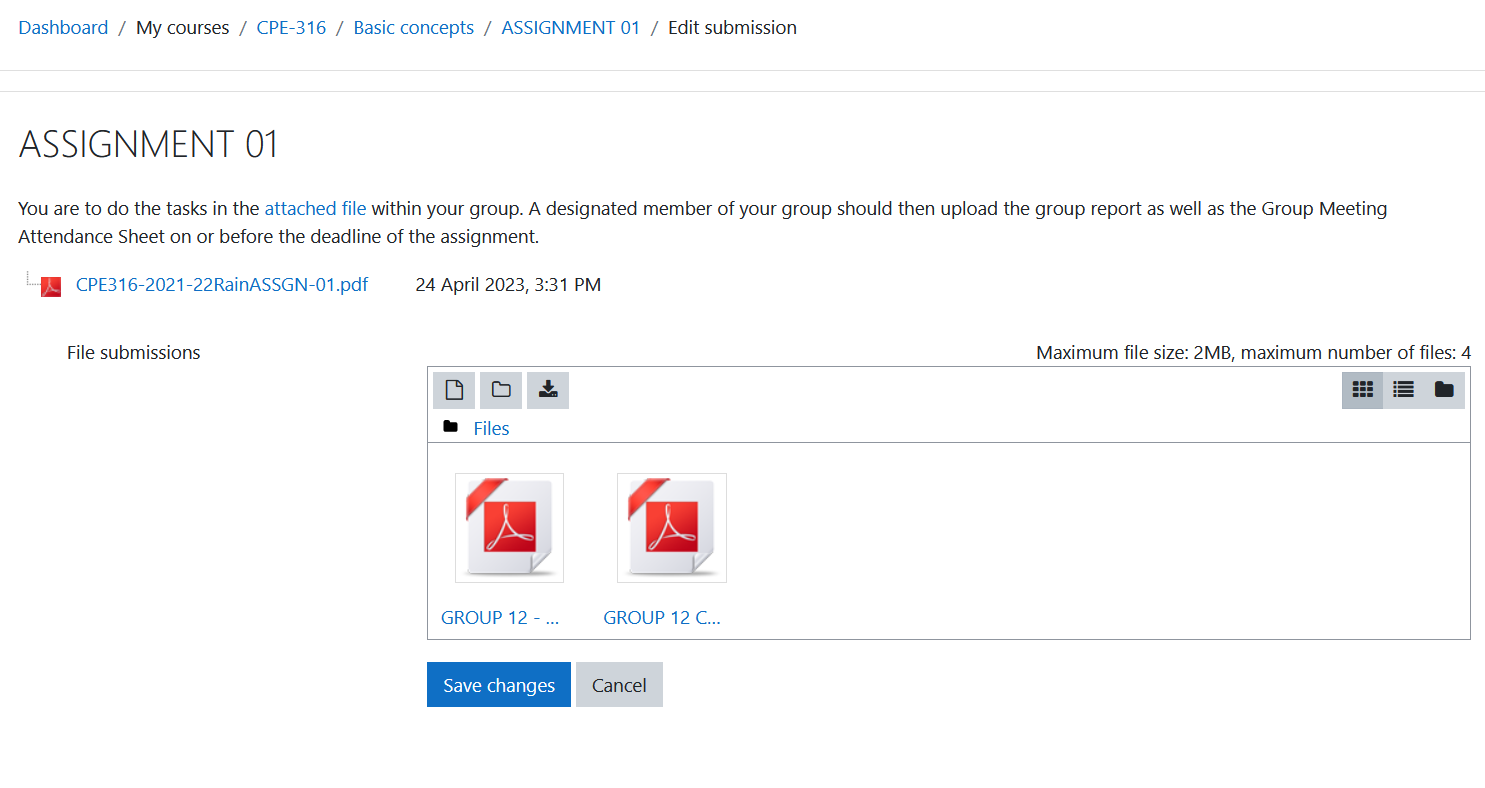 Dashboard / My courses / CPE-316 / Basic concepts / ASSIGNMENT 01 / Edit submission
ASSIGNMENT 01
You are to do the tasks in the attached file within your group. A designated member of your group should then upload the group report as well as the Group Meeting
Attendance Sheet on or before the deadline of the assignment.
CPE316-2021-22RainASSGN-01.pdf 24 April 2023, 3:31 PM
File submissions Maximum file size: 2MB, maximum number of files: 4
Files
GROUP 12 - ... GROUP 12 C...
Save changes Cancel